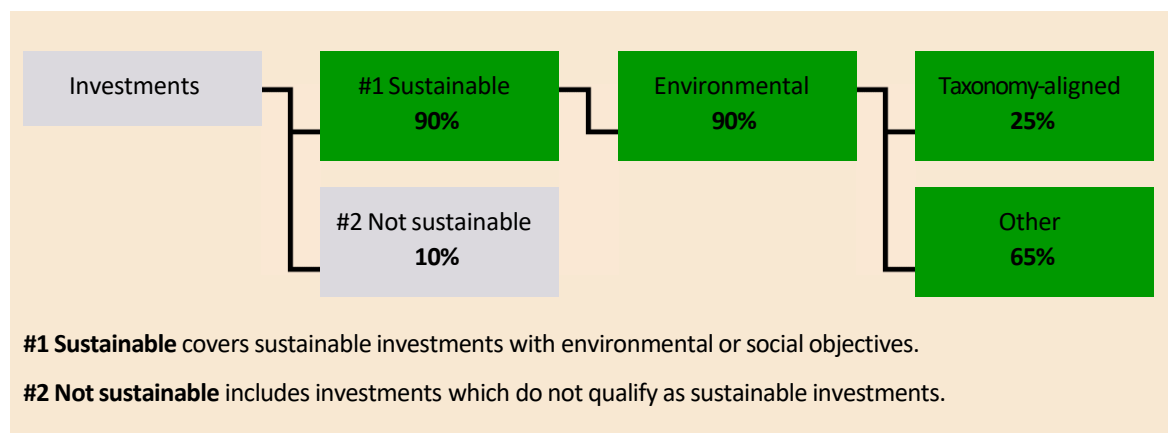 Investments
#1 Sustainable
90%
Environmental
90%
Taxonomy-aligned
25%
#2 Not sustainable
10%
Other
65%
#1 Sustainable covers sustainable investments with environmental or social objectives.
#2 Not sustainable includes investments which do not qualify as sustainable investments.